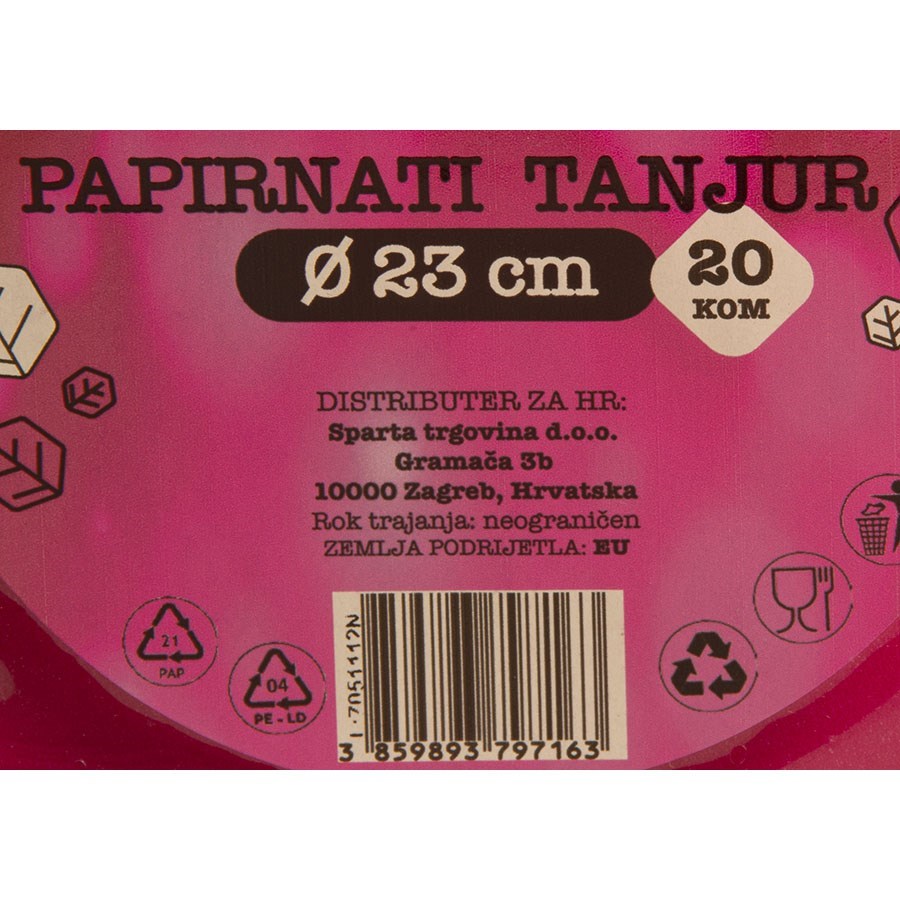 PAPIRNATI TANJUR
Ø 23 cm
20
KOM
DISTRIBUTER ZA HR:
Sparta trgovina d.o.o.
Gramača 3b
10000 Zagreb, Hrvatska
Rok trajanja: neograničen
ZEMLJA PODRIJETLA: EU
21
PAP
04
PE-LD
3 859893 797163